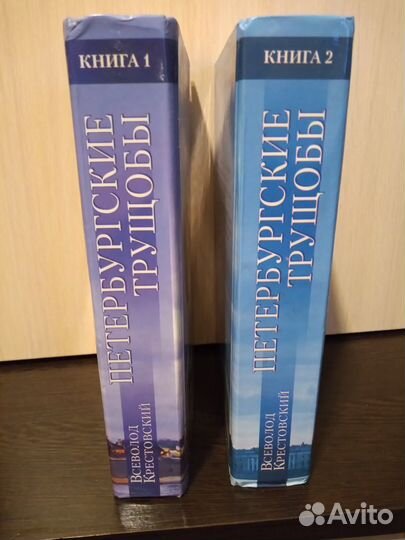 КНИГА 1
ПЕТЕРБУРГСКИЕ
ТРУЩОБЫ
ВСЕВОЛОД
КРЕСТОВСКИЙ
КНИГА 2
ПЕТЕРБУРГСКИЕ
ТРУЩОБЫ
ВСЕВОЛОД
КРЕСТОВСКИЙ
Avito